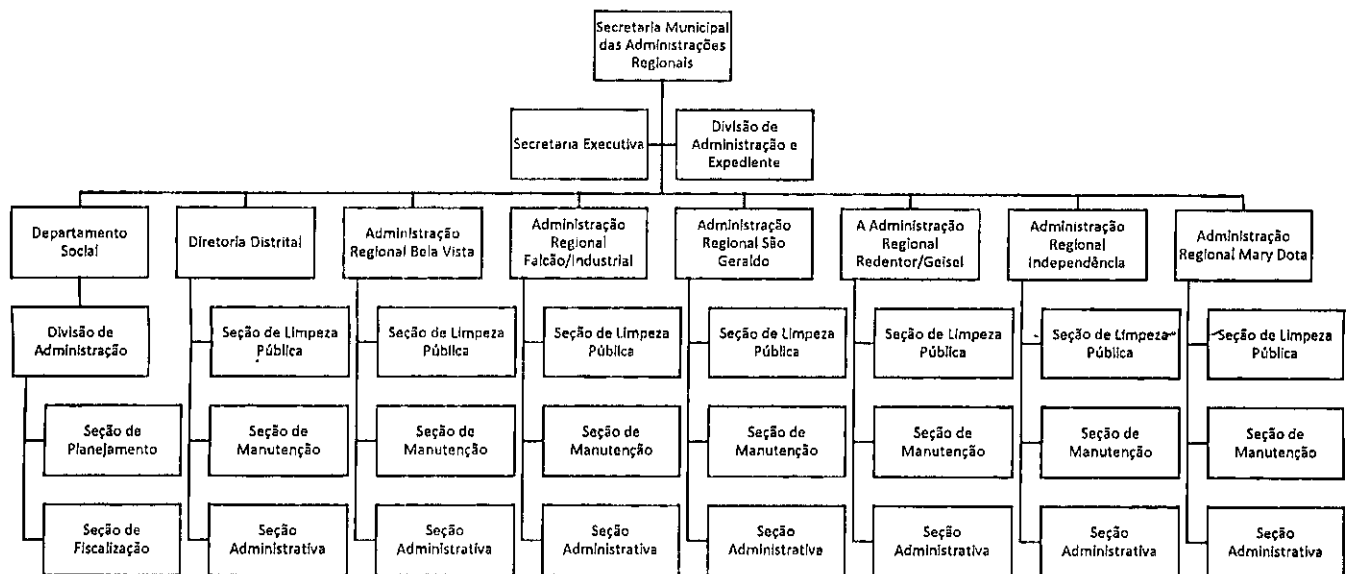 Secretaria Municipal
das Administrações
Regionais
Secretaria Executiva
Divisão de
Administração e
Expediente
Departamento
Social
Diretoria Distrital
Administração
Regional Bela Vista
Administração
Regional
Falcão/Industrial
Administração
Regional São
Geraldo
A Administração
Regional
Redentor/Geisel
Administração
Regional
Independência
Administração
Regional Mary Dota
Divisão de
Administração
Seção de Limpeza
Pública
Seção de Limpeza
Pública
Seção de Limpeza
Pública
Seção de Limpeza
Pública
Seção de Limpeza
Pública
Seção de Limpeza
Pública
Seção de Limpeza
Pública
Seção de
Planejamento
Seção de
Manutenção
Seção de
Manutenção
Seção de
Manutenção
Seção de
Manutenção
Seção de
Manutenção
Seção de
Manutenção
Seção de
Manutenção
Seção de
Fiscalização
Seção
Administrativa
Seção
Administrativa
Seção
Administrativa
Seção
Administrativa
Seção
Administrativa
Seção
Administrativa
Seção
Administrativa